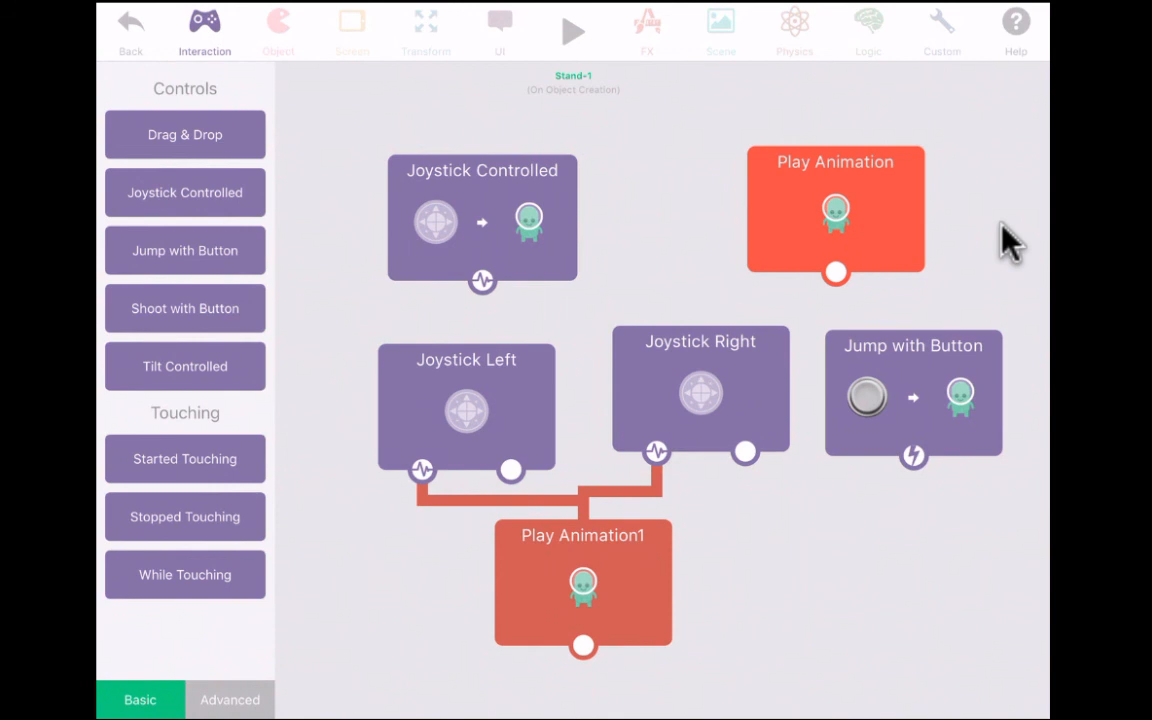 Back
Interaction
Object
Screen
Transform
UI
FX
Scene
Physics
Logic
Custom
Help
Controls
Drag & Drop
Joystick Controlled
Jump with Button
Shoot with Button
Tilt Controlled
Touching
Started Touching
Stopped Touching
While Touching
Basic
Advanced
Stand-1
(On Object Creation)
Joystick Controlled
Play Animation
Joystick Left
Joystick Right
Jump with Button
Play Animation1